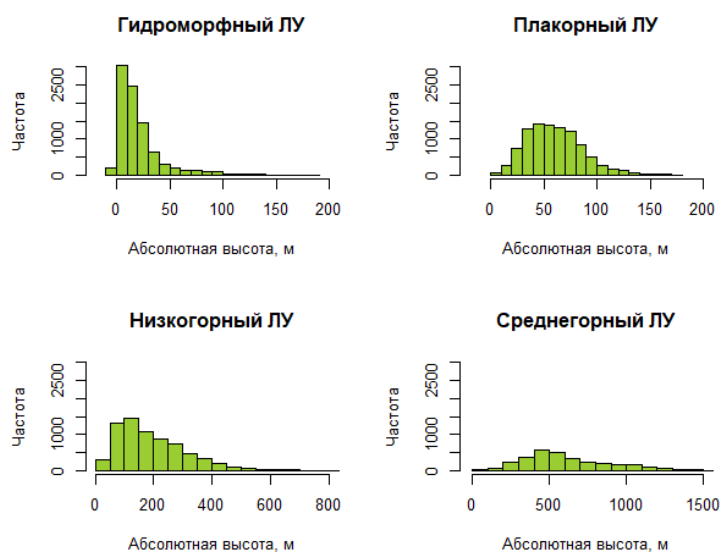 Гидроморфный ЛУ
Частота
0 1000 2500
0 50 100 150 200
Абсолютная высота, м
Плакорный ЛУ
Частота
0 1000 2500
0 50 100 150 200
Абсолютная высота, м
Низкогорный ЛУ
Частота
0 1000 2500
0 200 400 600 800
Абсолютная высота, м
Среднегорный ЛУ
Частота
0 1000 2500
0 500 1000 1500
Абсолютная высота, м